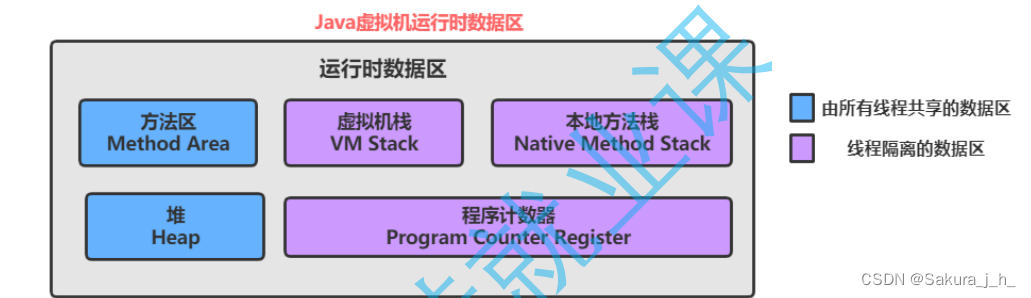 Java虚拟机运行时数据区
运行时数据区
方法区
Method Area
虚拟机栈
VM Stack
本地方法栈
Native Method Stack
堆
Heap
程序计数器
Program Counter Register
由所有线程共享的数据区
线程隔离的数据区
就业课
CSDN @Sakura_j_h_